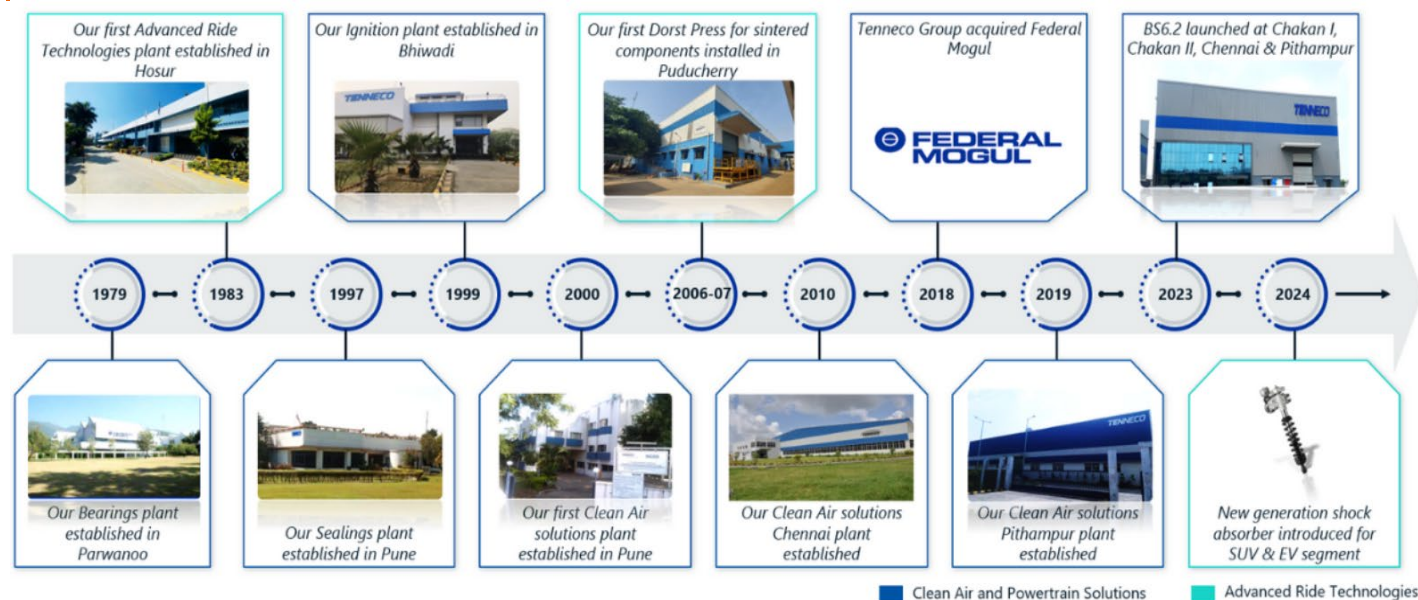 Our first Advanced Ride
Technologies plant established in
Hosur
Our Ignition plant established in
Bhiwadi
TENNECO
Our first Dorst Press for sintered
components installed in
Puducherry
Tenneco Group acquired Federal
Mogul
FEDERAL
MOGUL
BS6.2 launched at Chakan I,
Chakan II, Chennai & Pithampur
TENNECO
1979
1983
1997
1999
2000
2006-07
2010
2018
2019
2023
2024
Our Bearings plant
established in
Parwanoo
Our Sealings plant
established in Pune
Our first Clean Air
solutions plant
established in Pune
Our Clean Air solutions
Chennai plant
established
TENNECO
Our Clean Air solutions
Pithampur plant
established
New generation shock
absorber introduced for
SUV & EV segment
Clean Air and Powertrain Solutions
Advanced Ride Technologies